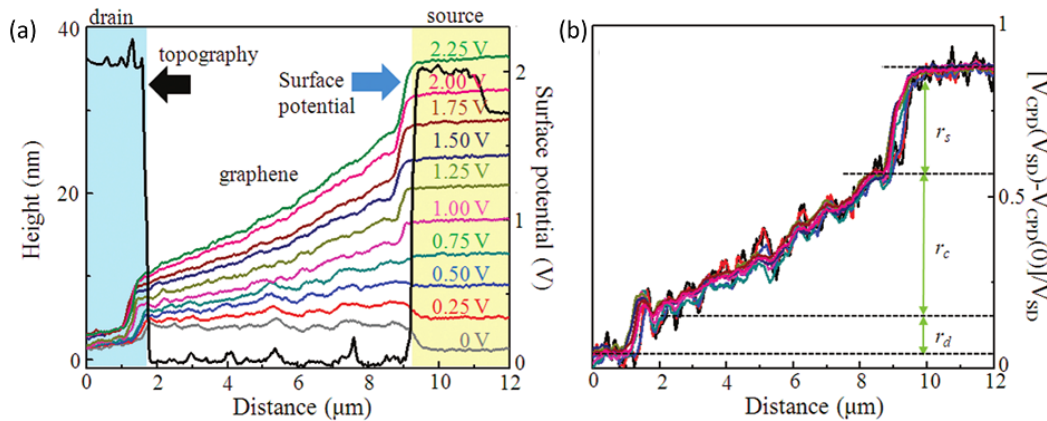 (a)
drain
source
40
20
0
Height (nm)
topography
Surface
potential
graphene
2.25 V
2.00 V
1.75 V
1.50 V
1.25 V
1.00 V
0.75 V
0.50 V
0.25 V
0 V
2
1
0
Surface potential (V)
0 2 4 6 8 10 12
Distance (μm)
(b)
1
0.5
0
[V_CPD(V_SD)-V_CPD(0)]/V_SD
r_s
r_c
r_d
0 2 4 6 8 10 12
Distance (μm)